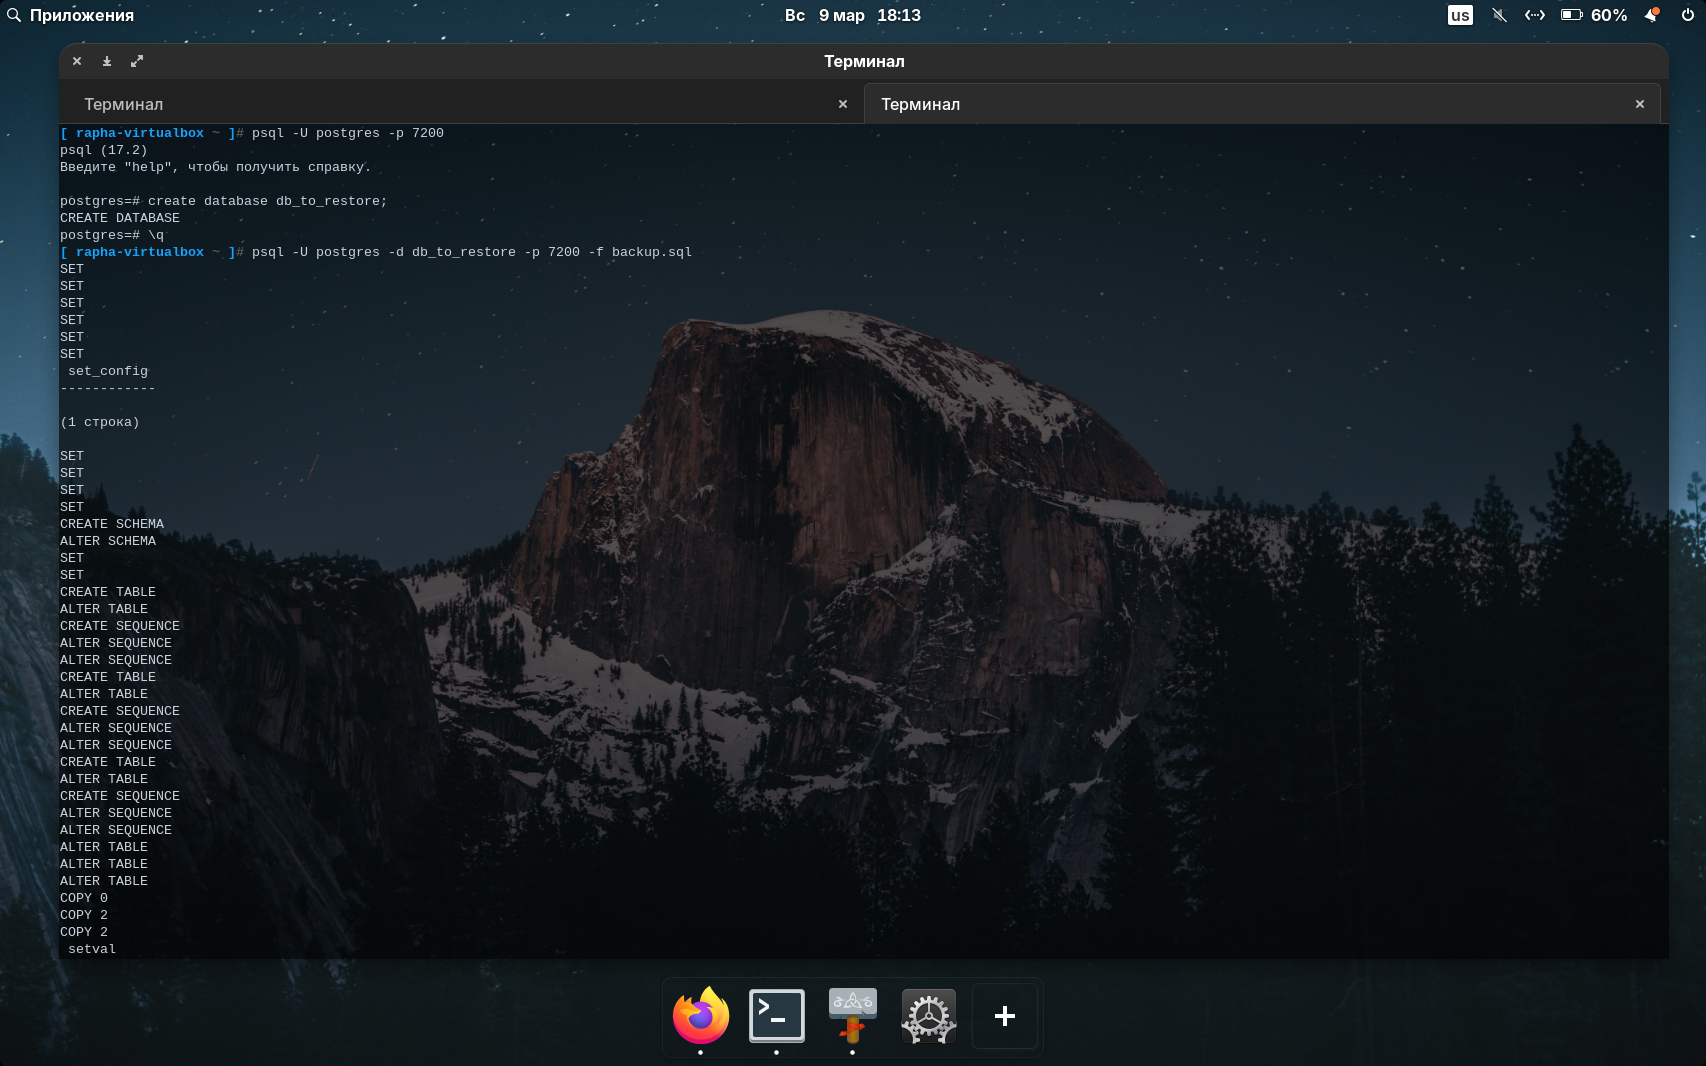 Приложения
Вс 9 мар 18:13
us
60%
Терминал
Терминал
Терминал
[ rapha-virtualbox ~ ]# psql -U postgres -p 7200
psql (17.2)
Введите "help", чтобы получить справку.
postgres=# create database db_to_restore;
CREATE DATABASE
postgres=# \q
[ rapha-virtualbox ~ ]# psql -U postgres -d db_to_restore -p 7200 -f backup.sql
SET
SET
SET
SET
SET
SET
set_config
------------
(1 строка)
SET
SET
SET
SET
CREATE SCHEMA
ALTER SCHEMA
SET
SET
CREATE TABLE
ALTER TABLE
CREATE SEQUENCE
ALTER SEQUENCE
ALTER SEQUENCE
CREATE TABLE
ALTER TABLE
CREATE SEQUENCE
ALTER SEQUENCE
ALTER SEQUENCE
CREATE TABLE
ALTER TABLE
CREATE SEQUENCE
ALTER SEQUENCE
ALTER SEQUENCE
ALTER TABLE
ALTER TABLE
ALTER TABLE
COPY 0
COPY 2
COPY 2
setval